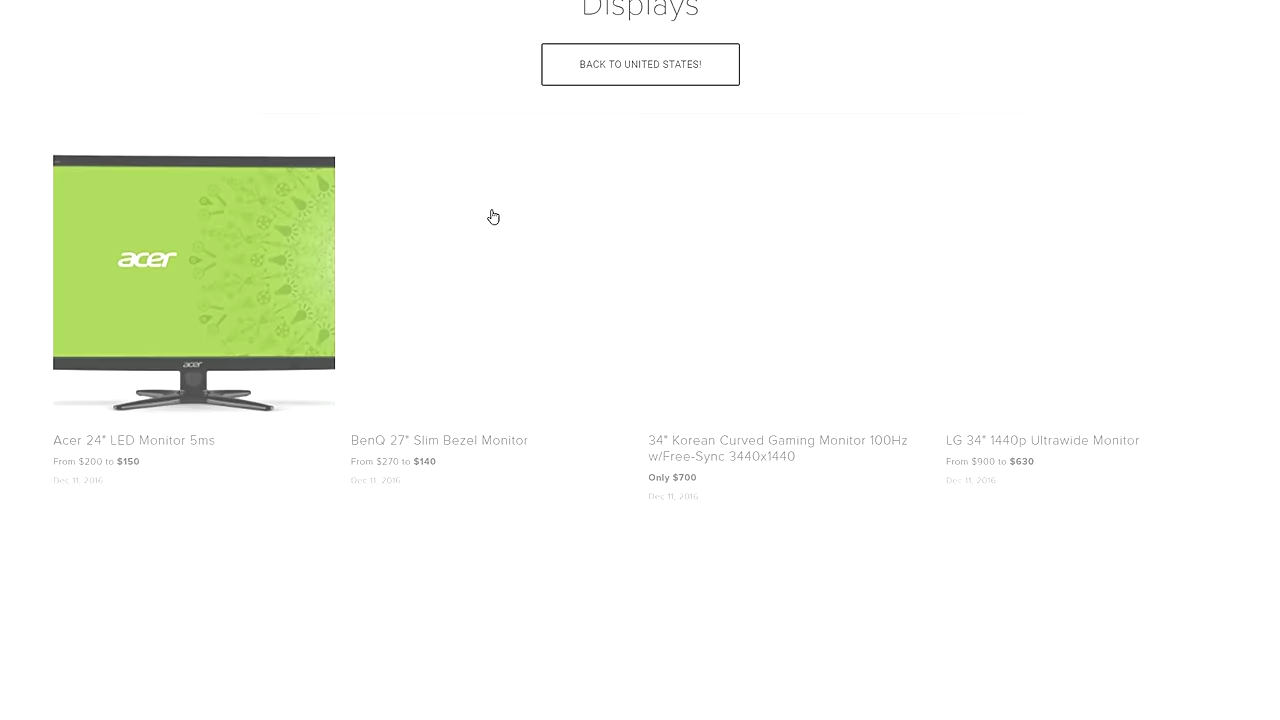 Displays
BACK TO UNITED STATES!
acer
acer
Acer 24" LED Monitor 5ms
From $200 to $150
Dec 11, 2016
BenQ 27" Slim Bezel Monitor
From $270 to $140
Dec 11, 2016
34" Korean Curved Gaming Monitor 100Hz
w/Free-Sync 3440x1440
Only $700
Dec 11, 2016
LG 34" 1440p Ultrawide Monitor
From $900 to $630
Dec 11, 2016